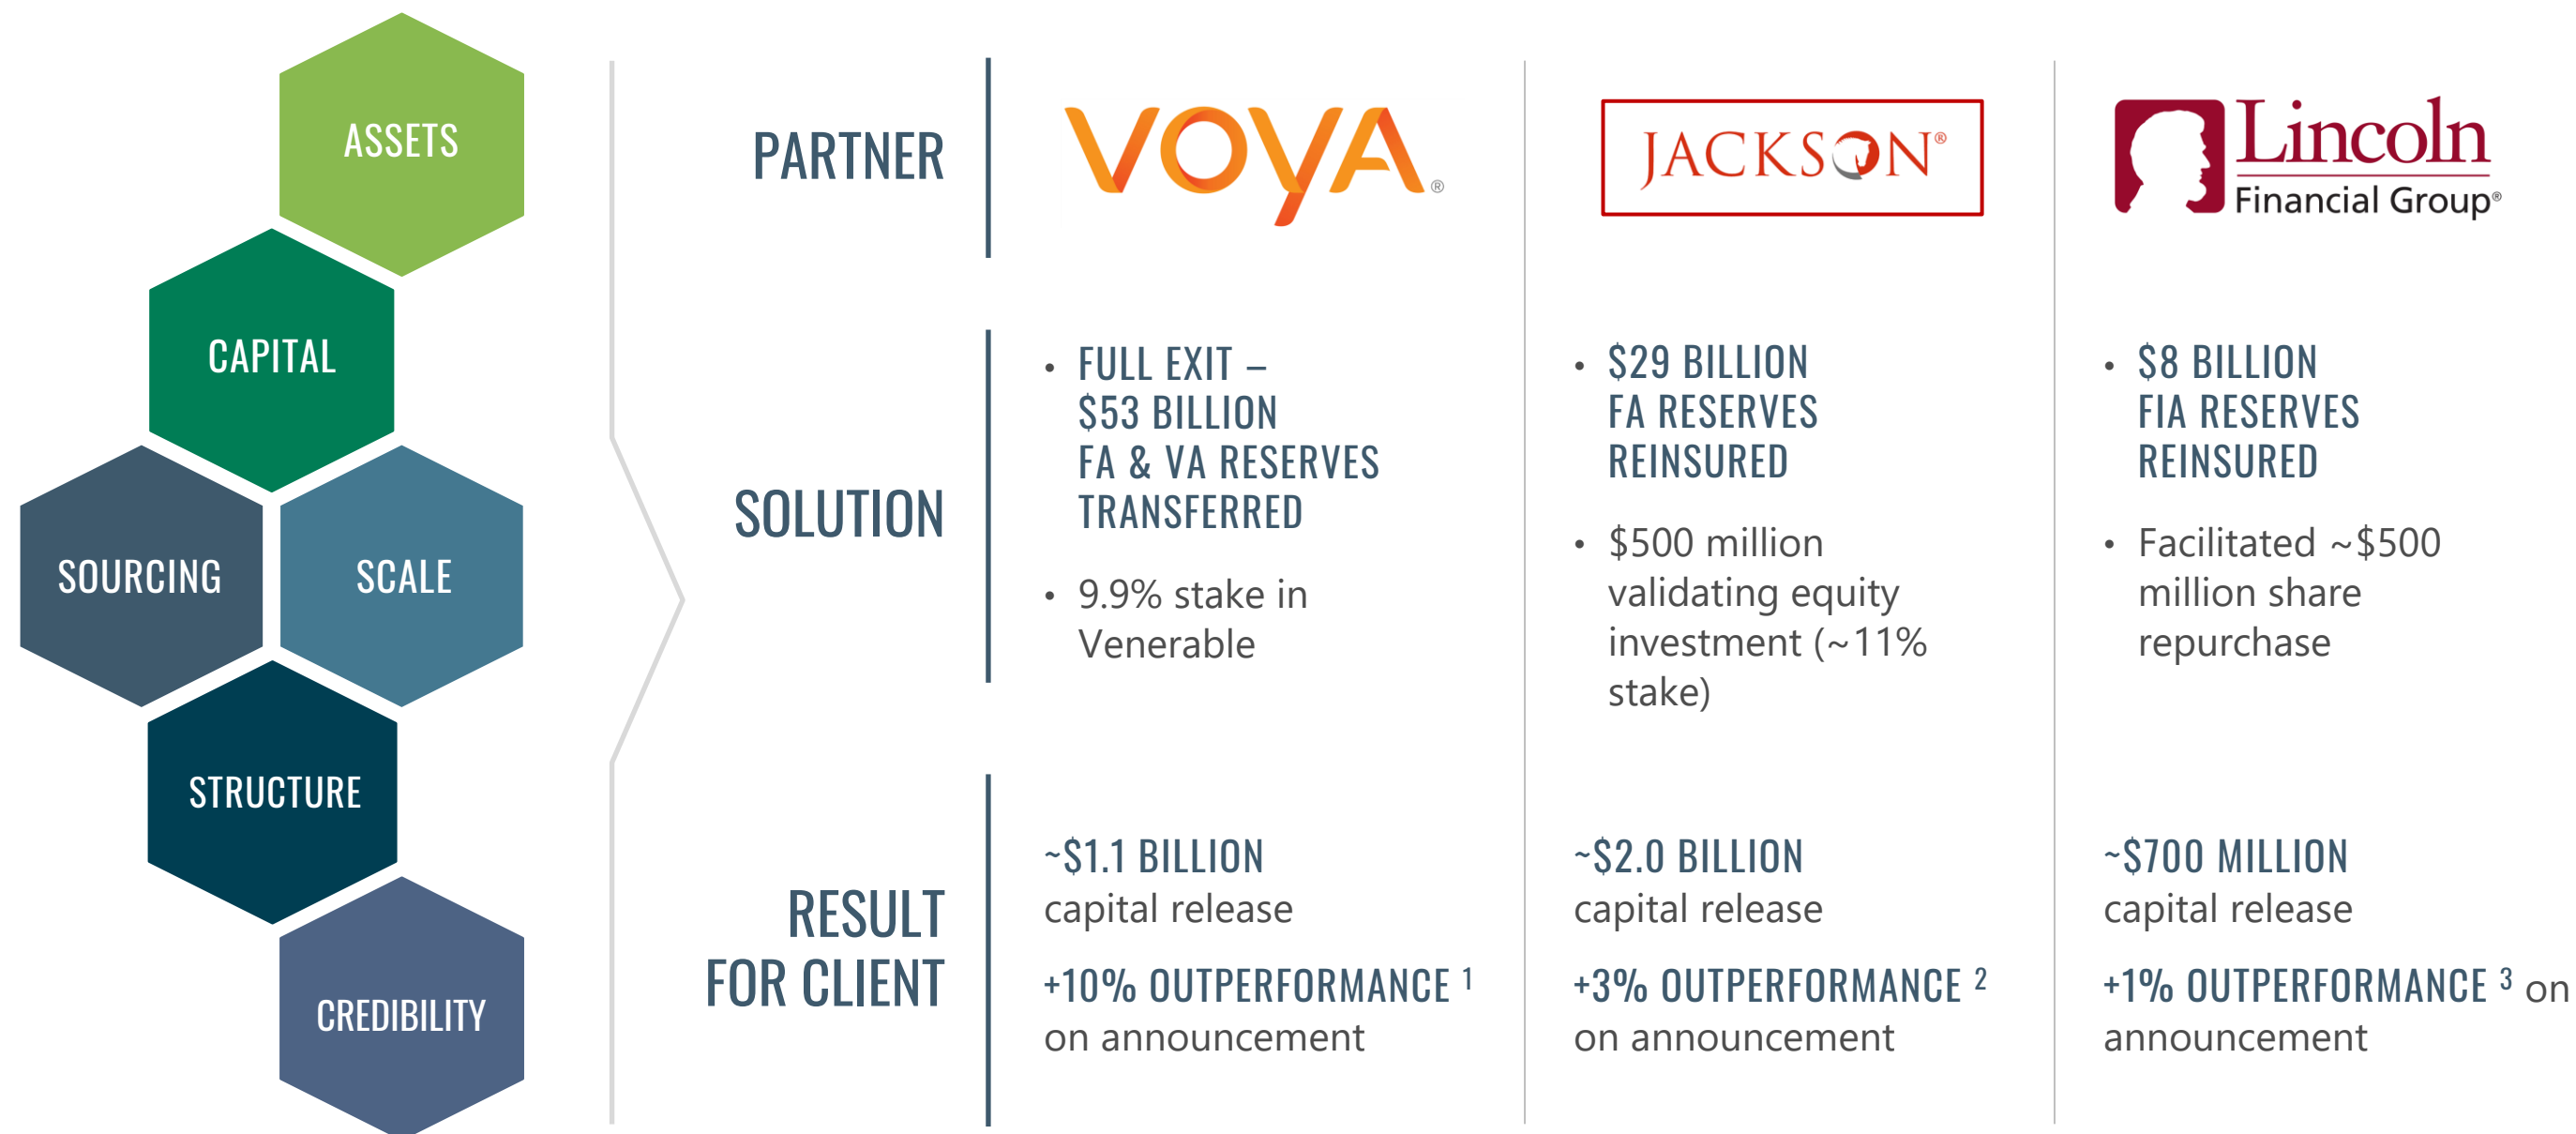 ASSETS
CAPITAL
SOURCING
SCALE
STRUCTURE
CREDIBILITY
PARTNER
VOYA®
JACKSON®
Lincoln
Financial Group®
SOLUTION
• FULL EXIT –
$53 BILLION
FA & VA RESERVES
TRANSFERRED
• 9.9% stake in
Venerable
• $29 BILLION
FA RESERVES
REINSURED
• $500 million
validating equity
investment (~11%
stake)
• $8 BILLION
FIA RESERVES
REINSURED
• Facilitated ~$500
million share
repurchase
RESULT
FOR CLIENT
~$1.1 BILLION
capital release
+10% OUTPERFORMANCE 1
on announcement
~$2.0 BILLION
capital release
+3% OUTPERFORMANCE 2
on announcement
~$700 MILLION
capital release
+1% OUTPERFORMANCE 3 on
announcement